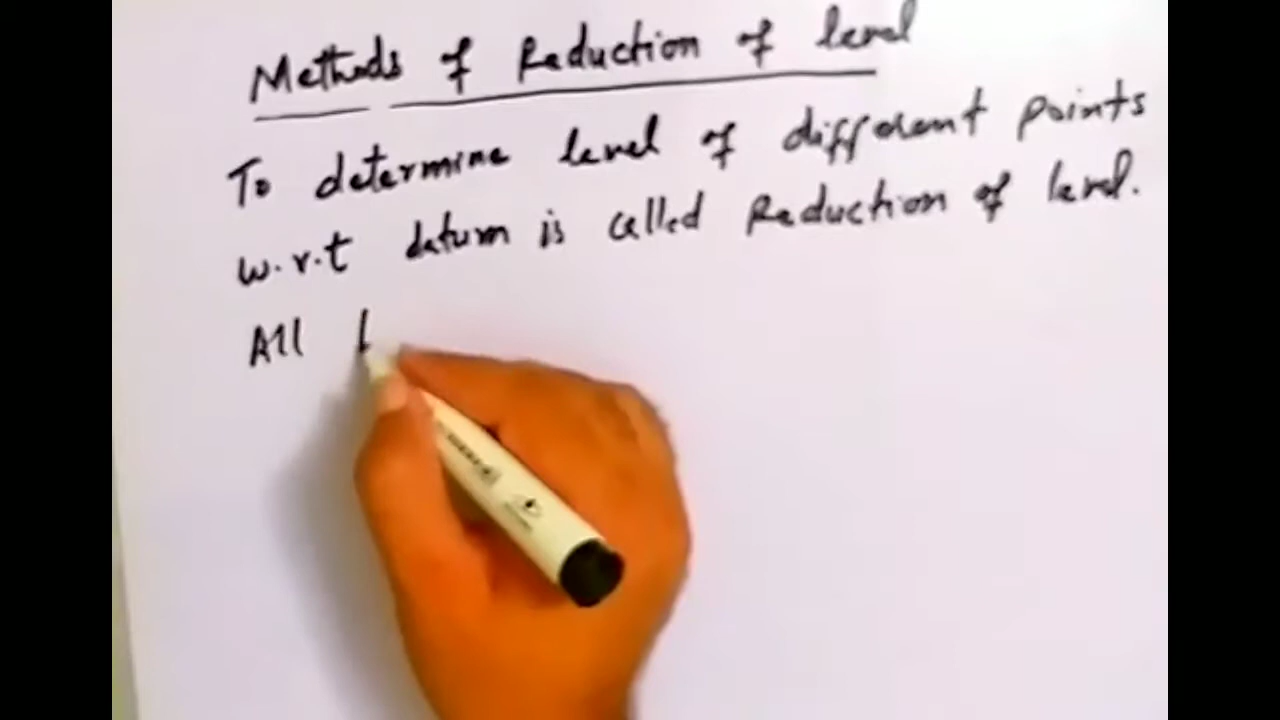 Methods of Reduction of level
To determine level of different points
w.r.t datum is called Reduction of level.
All